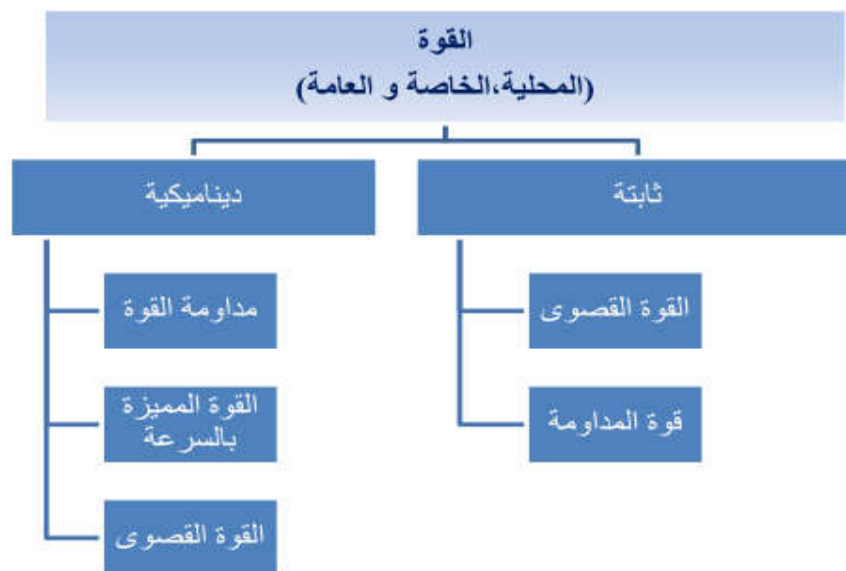 القوة
(المحلية،الخاصة و العامة)
ثابتة
القوة القصوى
قوة المداومة
ديناميكية
مداومة القوة
القوة المميزة
بالسرعة
القوة القصوى